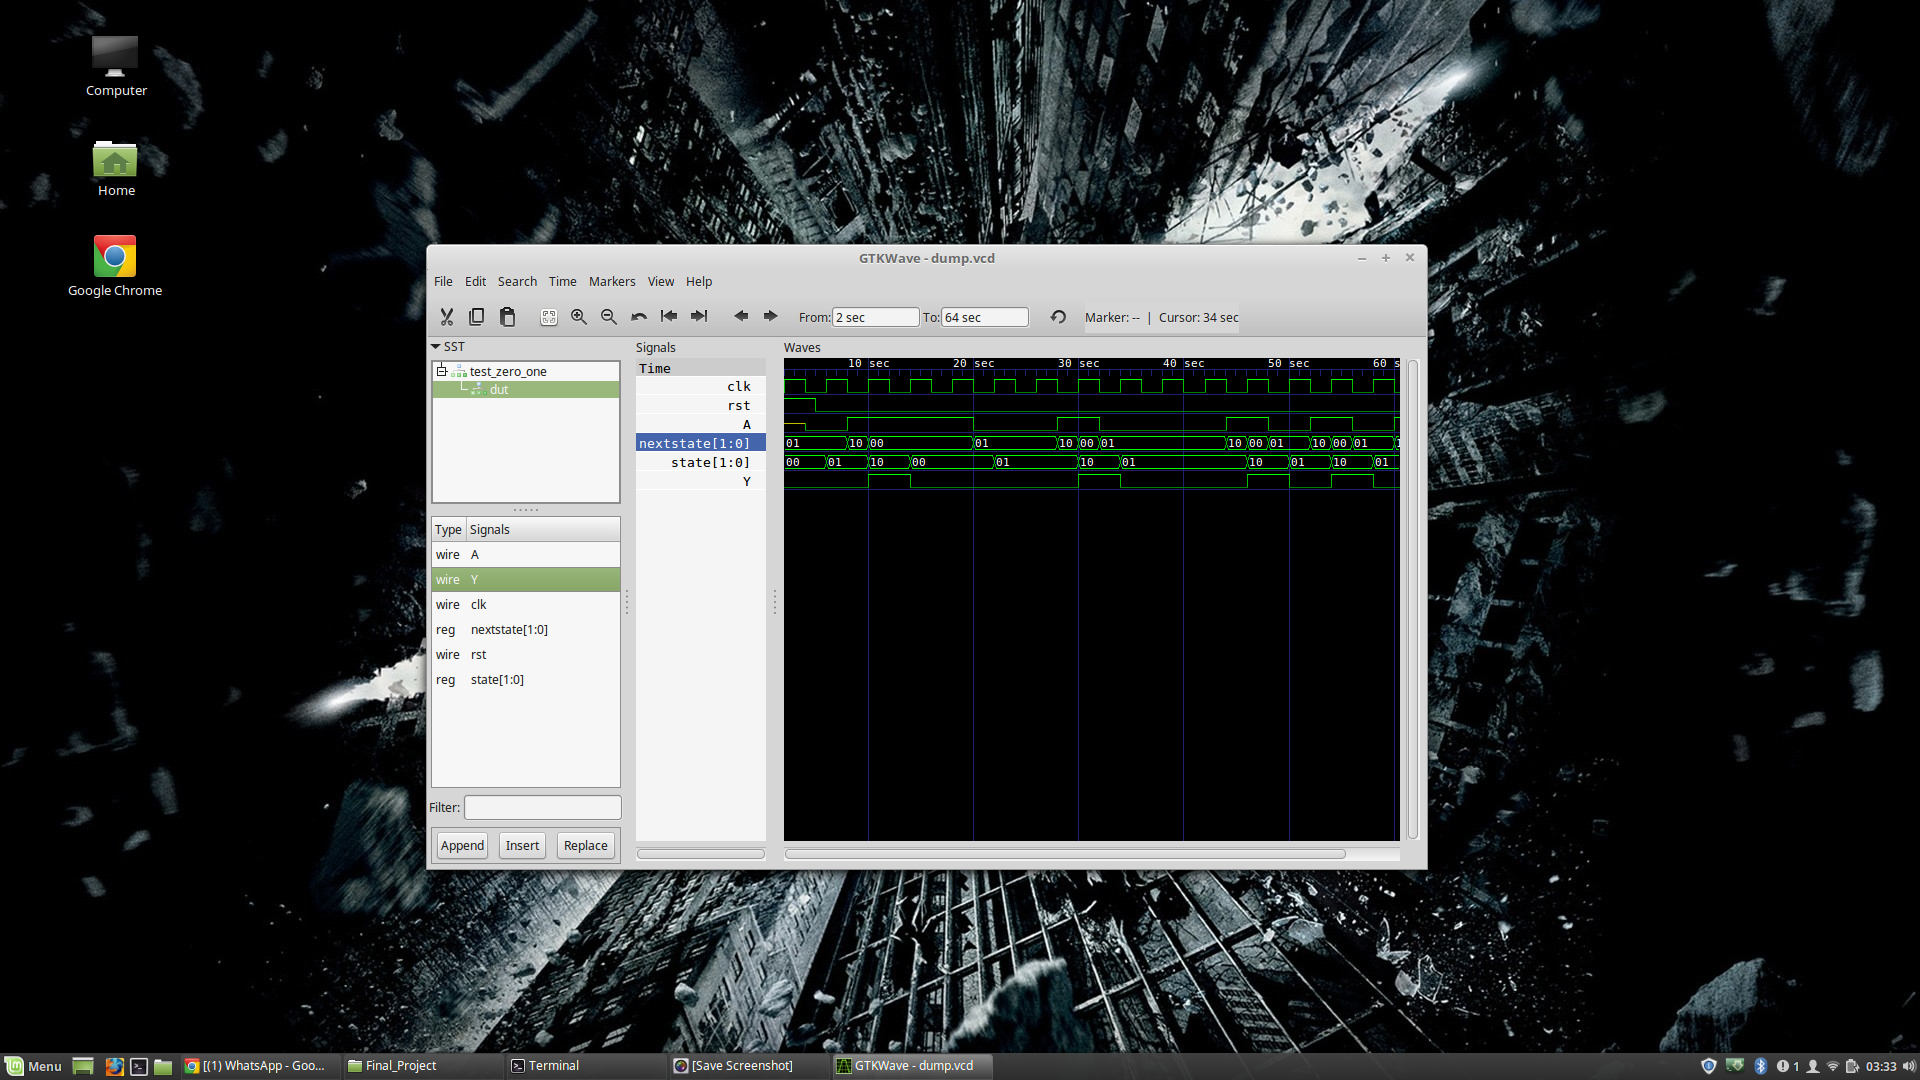 Computer
Home
Google Chrome
GTKWave - dump.vcd
File Edit Search Time Markers View Help
From: 2 sec To: 64 sec Marker: -- | Cursor: 34 sec
SST
test_zero_one
dut
Type Signals
wire A
wire Y
wire clk
reg nextstate[1:0]
wire rst
reg state[1:0]
Filter:
Append Insert Replace
Signals
Time
clk
rst
A
nextstate[1:0]
state[1:0]
Y
Waves
10 sec 20 sec 30 sec 40 sec 50 sec 60 s
01 10 00 01 10 00 01 10 00 01 10 00 01
00 01 10 00 01 10 01 10 01 10 01
Menu [(1) WhatsApp - Goo... Final_Project Terminal [Save Screenshot] GTKWave - dump.vcd 1 03:33